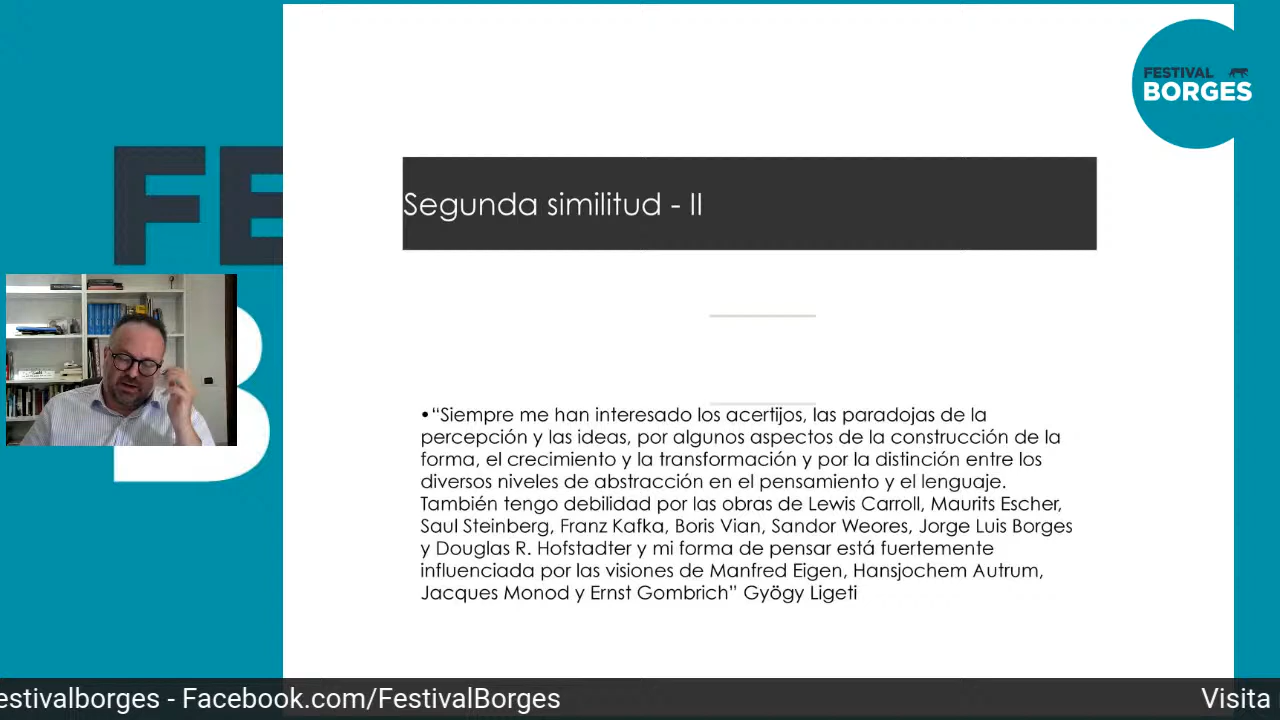 FESTIVAL
BORGES
FE
B
Segunda similitud - II
•“Siempre me han interesado los acertijos, las paradojas de la
percepción y las ideas, por algunos aspectos de la construcción de la
forma, el crecimiento y la transformación y por la distinción entre los
diversos niveles de abstracción en el pensamiento y el lenguaje.
También tengo debilidad por las obras de Lewis Carroll, Maurits Escher,
Saul Steinberg, Franz Kafka, Boris Vian, Sandor Weores, Jorge Luis Borges
y Douglas R. Hofstadter y mi forma de pensar está fuertemente
influenciada por las visiones de Manfred Eigen, Hansjochem Autrum,
Jacques Monod y Ernst Gombrich” Gyögy Ligeti
estivalborges - Facebook.com/FestivalBorges
Visita